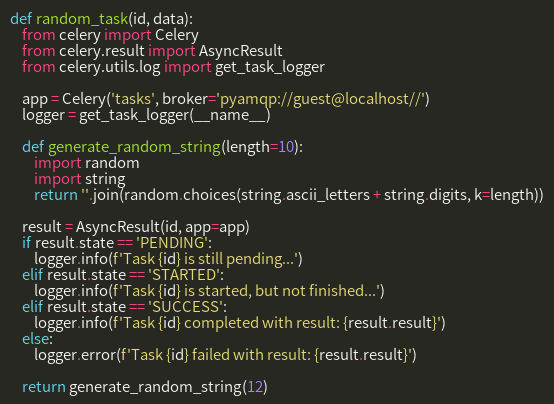 def random_task(id, data):
    from celery import Celery
    from celery.result import AsyncResult
    from celery.utils.log import get_task_logger

    app = Celery('tasks', broker='pyamqp://guest@localhost//')
    logger = get_task_logger(__name__)

    def generate_random_string(length=10):
        import random
        import string
        return ''.join(random.choices(string.ascii_letters + string.digits, k=length))

    result = AsyncResult(id, app=app)
    if result.state == 'PENDING':
        logger.info(f'Task {id} is still pending...')
    elif result.state == 'STARTED':
        logger.info(f'Task {id} is started, but not finished...')
    elif result.state == 'SUCCESS':
        logger.info(f'Task {id} completed with result: {result.result}')
    else:
        logger.error(f'Task {id} failed with result: {result.result}')

    return generate_random_string(12)